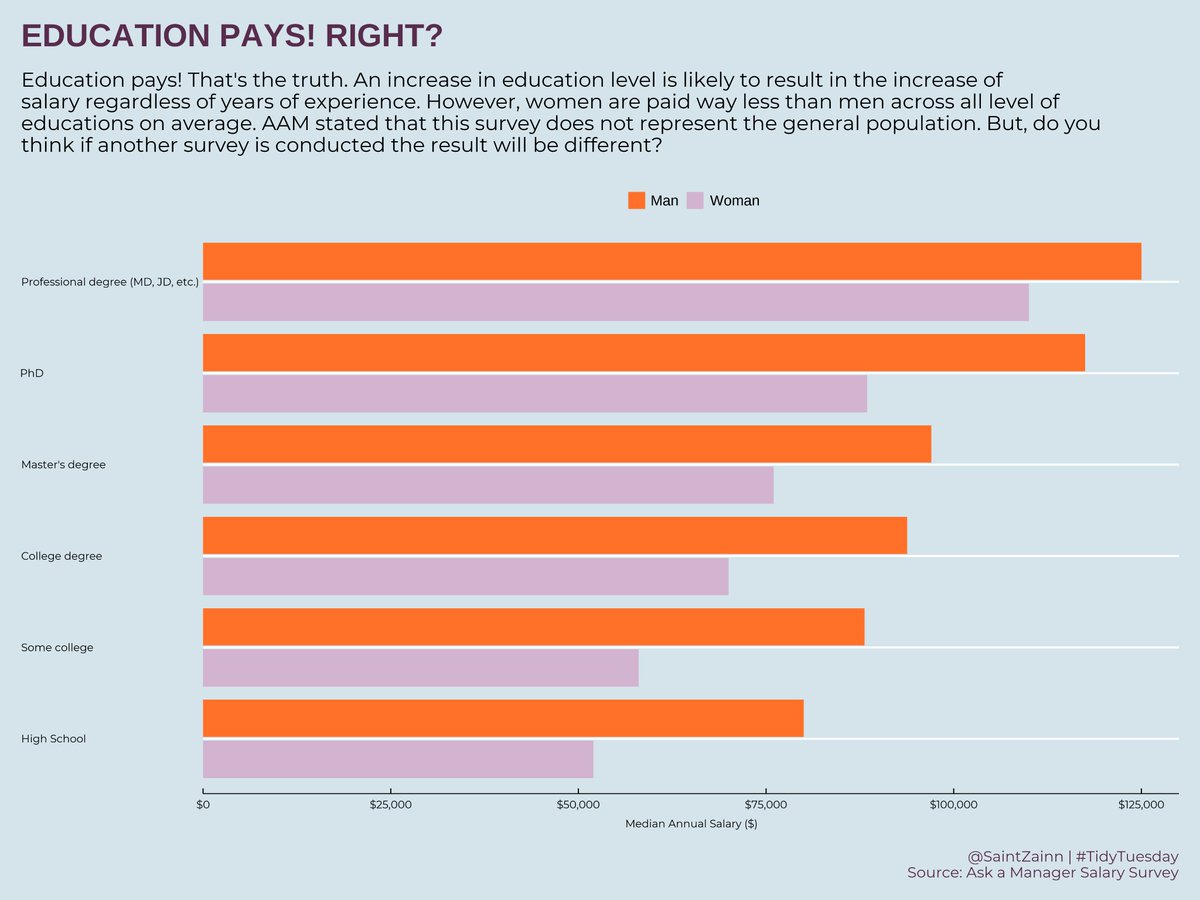 EDUCATION PAYS! RIGHT?
Education pays! That's the truth. An increase in education level is likely to result in the increase of
salary regardless of years of experience. However, women are paid way less than men across all level of
educations on average. AAM stated that this survey does not represent the general population. But, do you
think if another survey is conducted the result will be different?
Man Woman
Professional degree (MD, JD, etc.)
PhD
Master's degree
College degree
Some college
High School
$0 $25,000 $50,000 $75,000 $100,000 $125,000
Median Annual Salary ($)
@SaintZainn | #TidyTuesday
Source: Ask a Manager Salary Survey